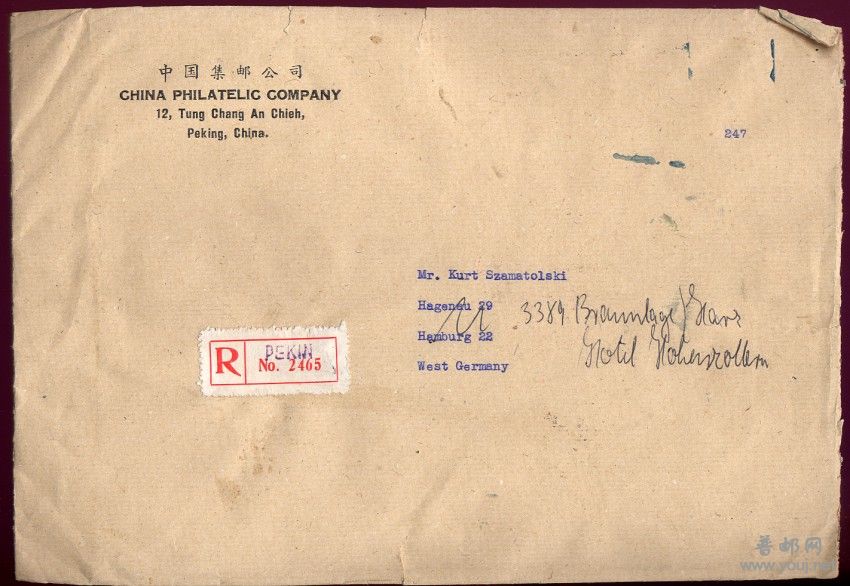 中国集邮公司
CHINA PHILATELIC COMPANY
12, Tung Chang An Chieh,
Peking, China.
247
Mr. Kurt Szamatolski
Hagenau 29
3389 Braunlage/Harz
Hamburg 22
Hotel Hohenzollern
West Germany
R
PEKIN
No. 2465
普邮网
www.youj.net